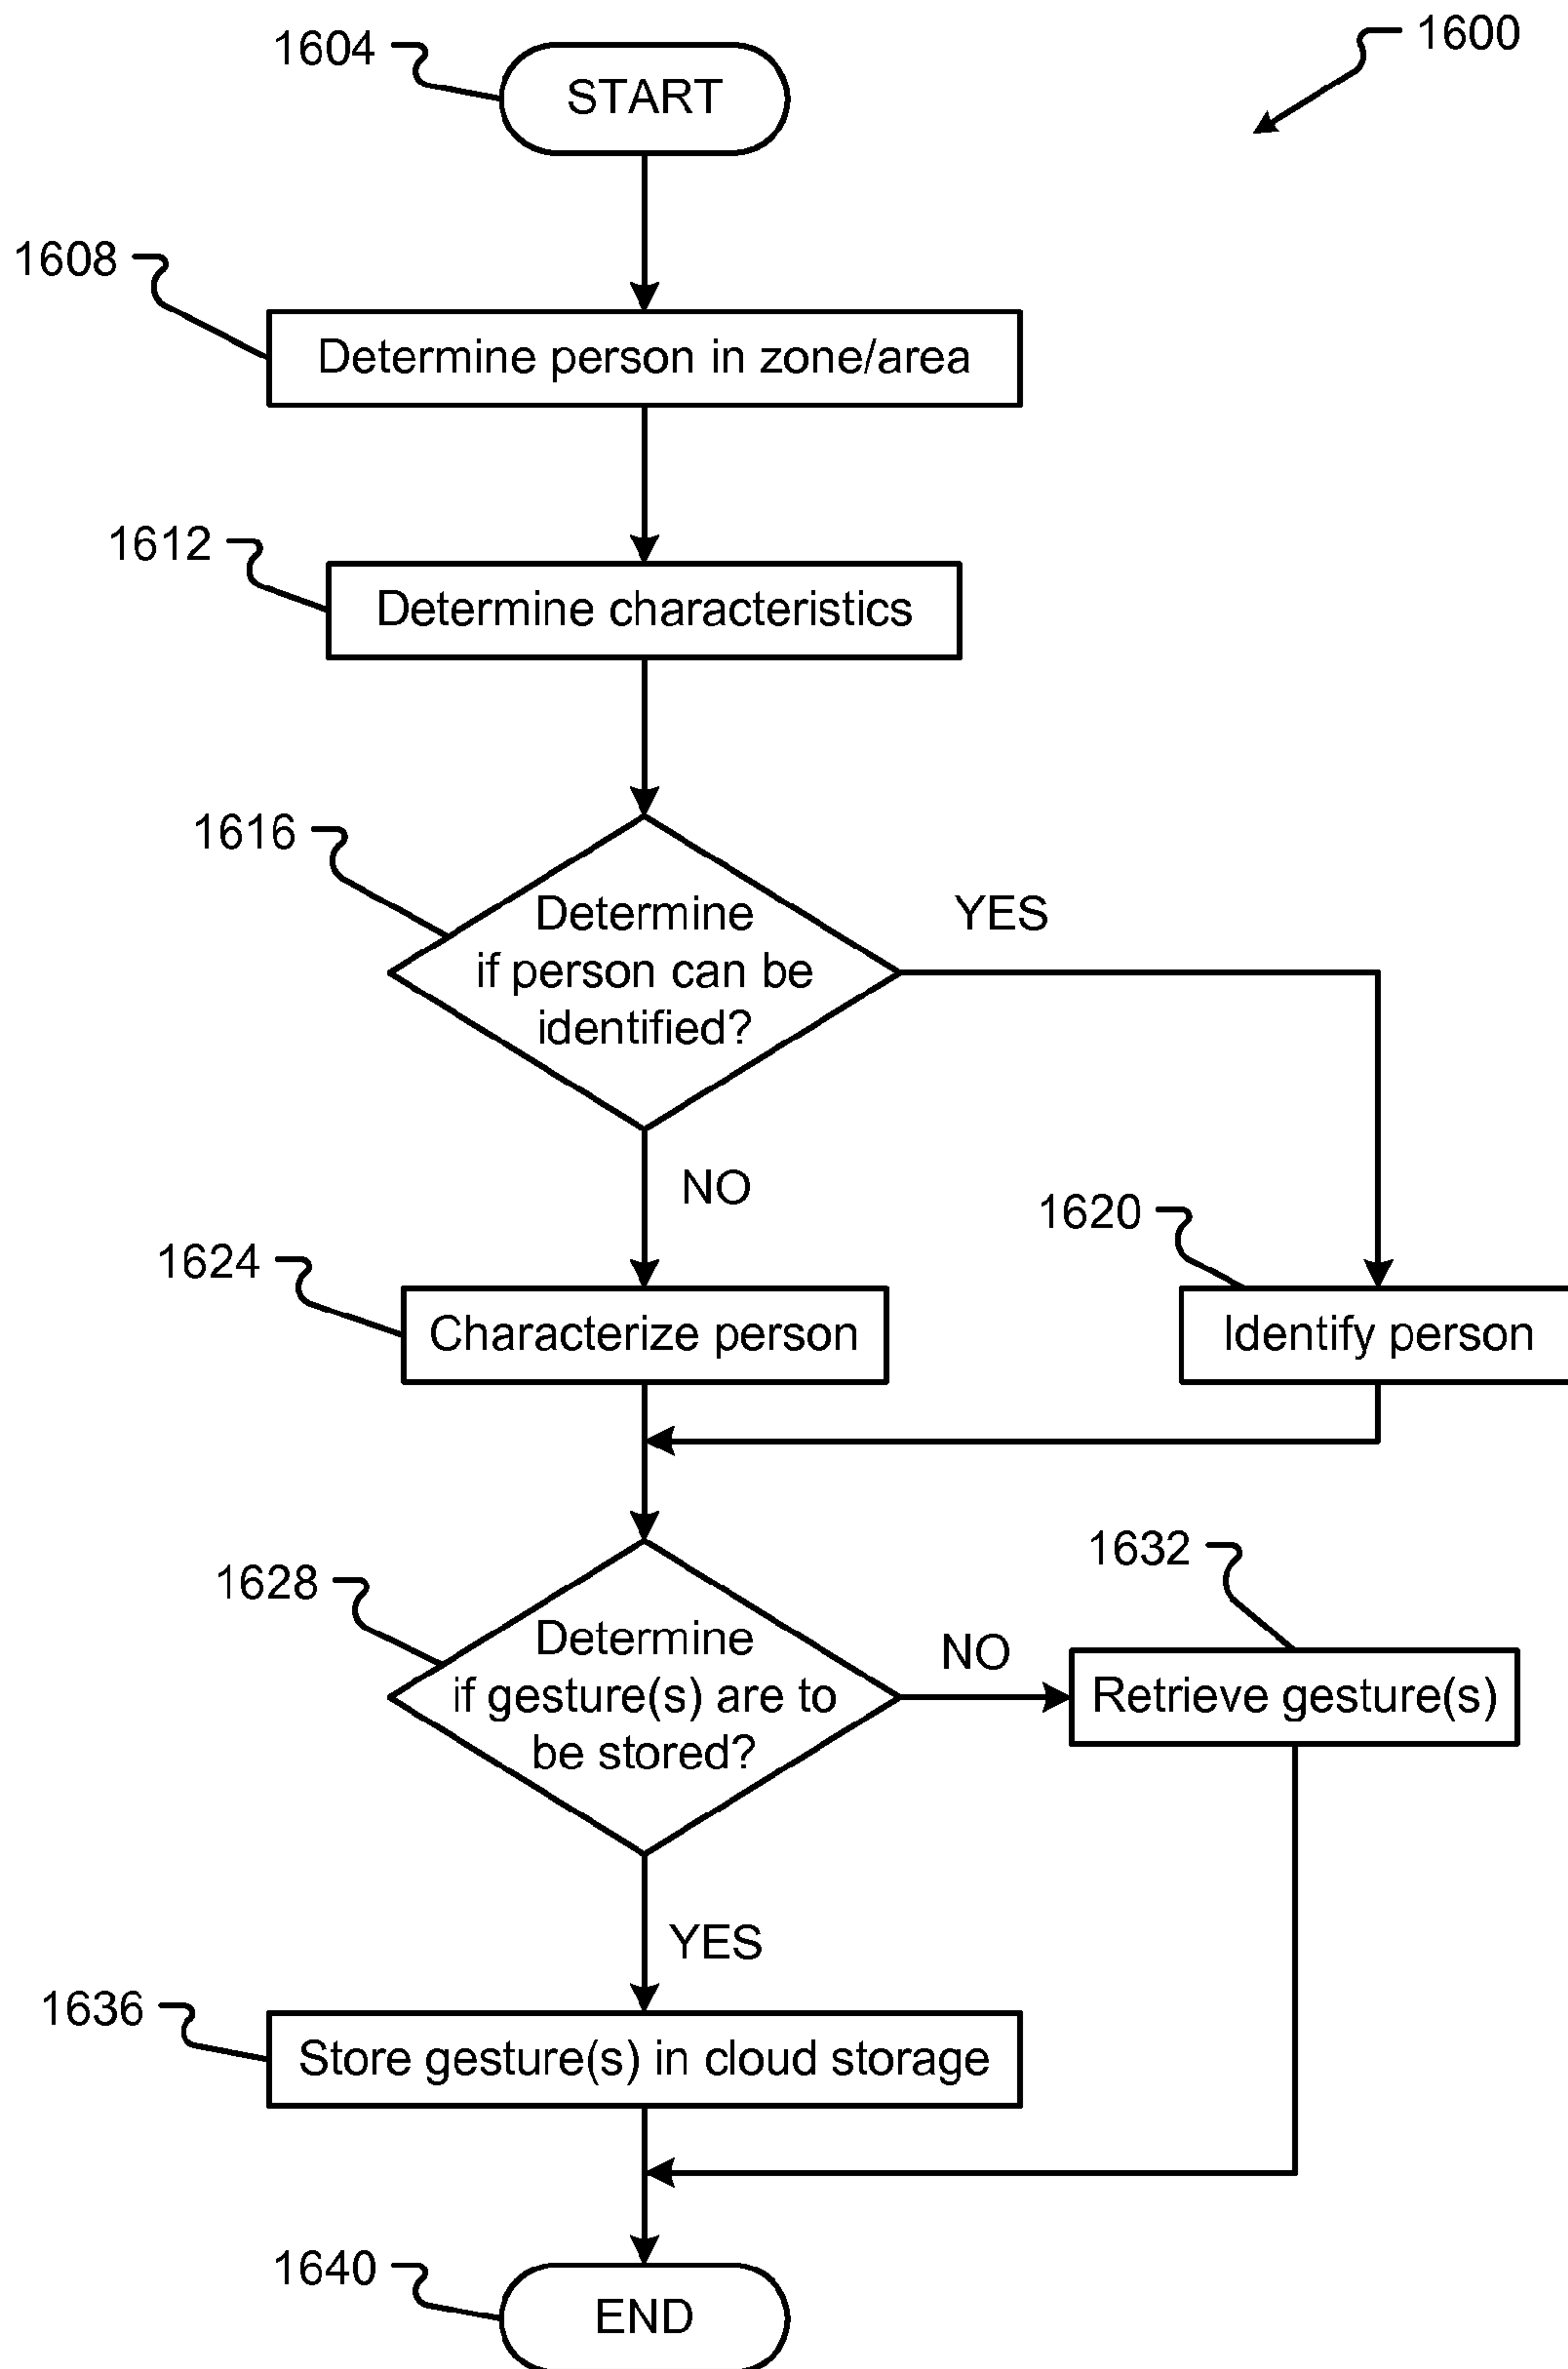 1604
START
1600
1608
Determine person in zone/area
1612
Determine characteristics
1616
Determine
if person can be
identified?
YES
NO
1620
1624
Characterize person
Identify person
1628
Determine
if gesture(s) are to
be stored?
NO
1632
Retrieve gesture(s)
YES
1636
Store gesture(s) in cloud storage
1640
END